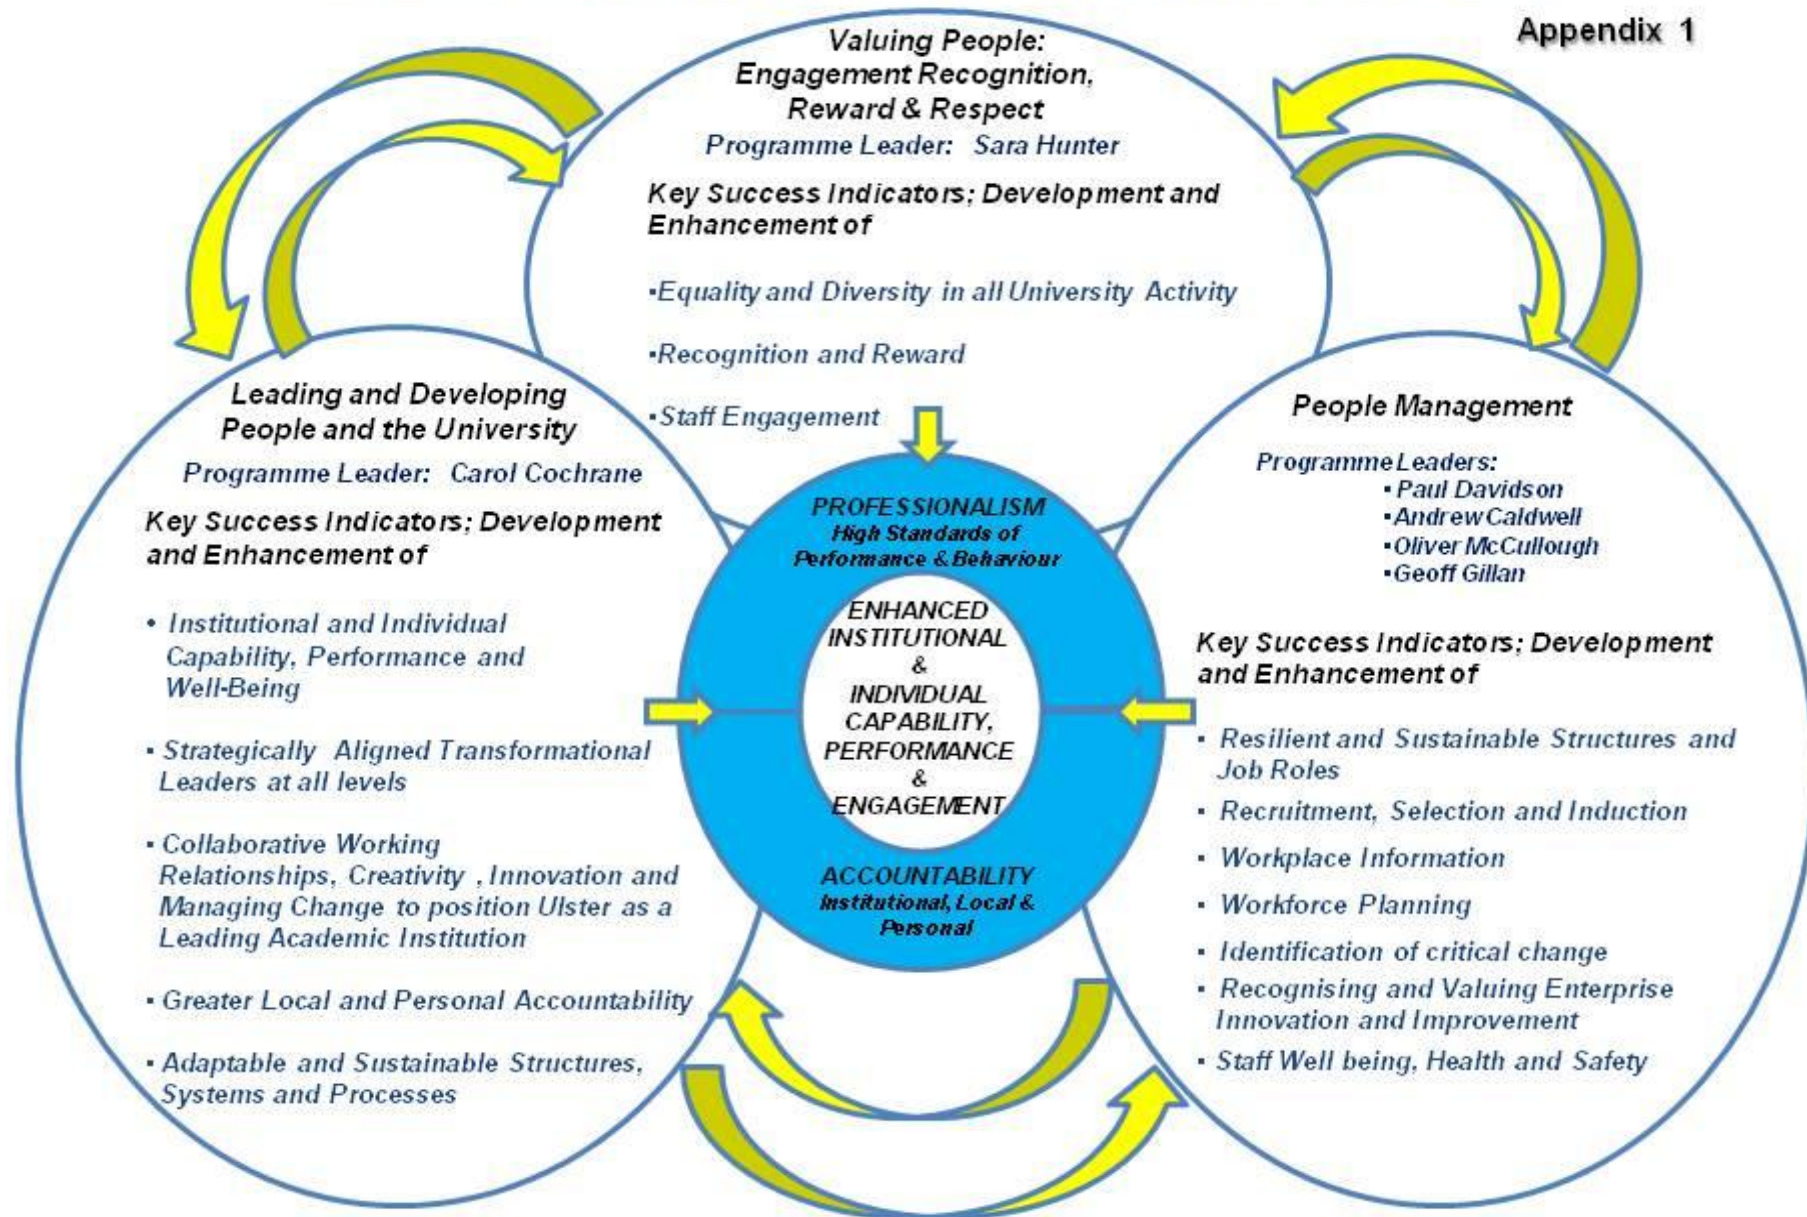 Appendix 1
Valuing People:
Engagement Recognition,
Reward & Respect
Programme Leader: Sara Hunter
Key Success Indicators; Development and
Enhancement of
▪Equality and Diversity in all University Activity
▪Recognition and Reward
▪Staff Engagement
Leading and Developing
People and the University
Programme Leader: Carol Cochrane
Key Success Indicators; Development
and Enhancement of
• Institutional and Individual
Capability, Performance and
Well-Being
▪ Strategically Aligned Transformational
Leaders at all levels
▪ Collaborative Working
Relationships, Creativity , Innovation and
Managing Change to position Ulster as a
Leading Academic Institution
▪ Greater Local and Personal Accountability
▪ Adaptable and Sustainable Structures,
Systems and Processes
PROFESSIONALISM
High Standards of
Performance & Behaviour
ENHANCED
INSTITUTIONAL
&
INDIVIDUAL
CAPABILITY,
PERFORMANCE
&
ENGAGEMENT
ACCOUNTABILITY
Institutional, Local &
Personal
People Management
Programme Leaders:
▪ Paul Davidson
▪Andrew Caldwell
▪Oliver McCullough
▪Geoff Gillan
Key Success Indicators; Development
and Enhancement of
▪ Resilient and Sustainable Structures and
Job Roles
▪ Recruitment, Selection and Induction
▪ Workplace Information
▪ Workforce Planning
▪ Identification of critical change
▪ Recognising and Valuing Enterprise
Innovation and Improvement
▪ Staff Well being, Health and Safety